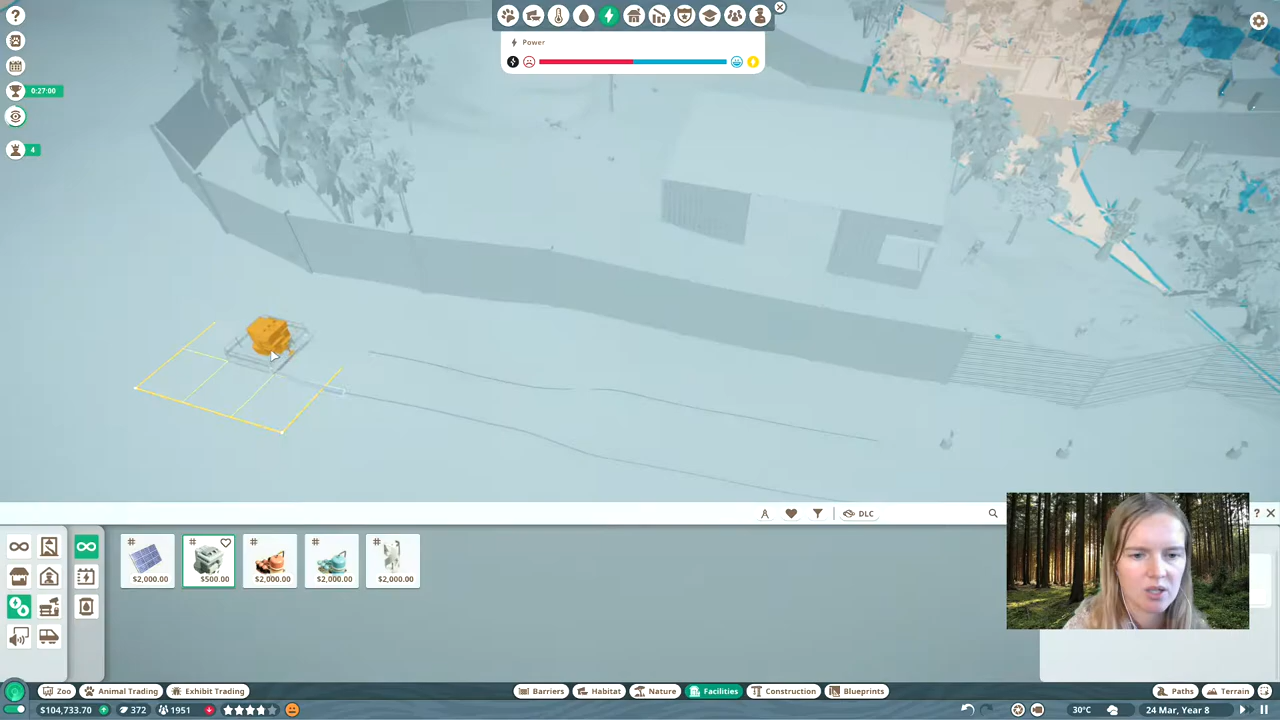 ?
0:27:00
4
Power
A
DLC
?
#
$2,000.00
#
$500.00
#
$2,000.00
#
$2,000.00
#
$2,000.00
Zoo
Animal Trading
Exhibit Trading
Barriers
Habitat
Nature
Facilities
Construction
Blueprints
Paths
Terrain
$104,733.70
372
1951
30°C
24 Mar, Year 8